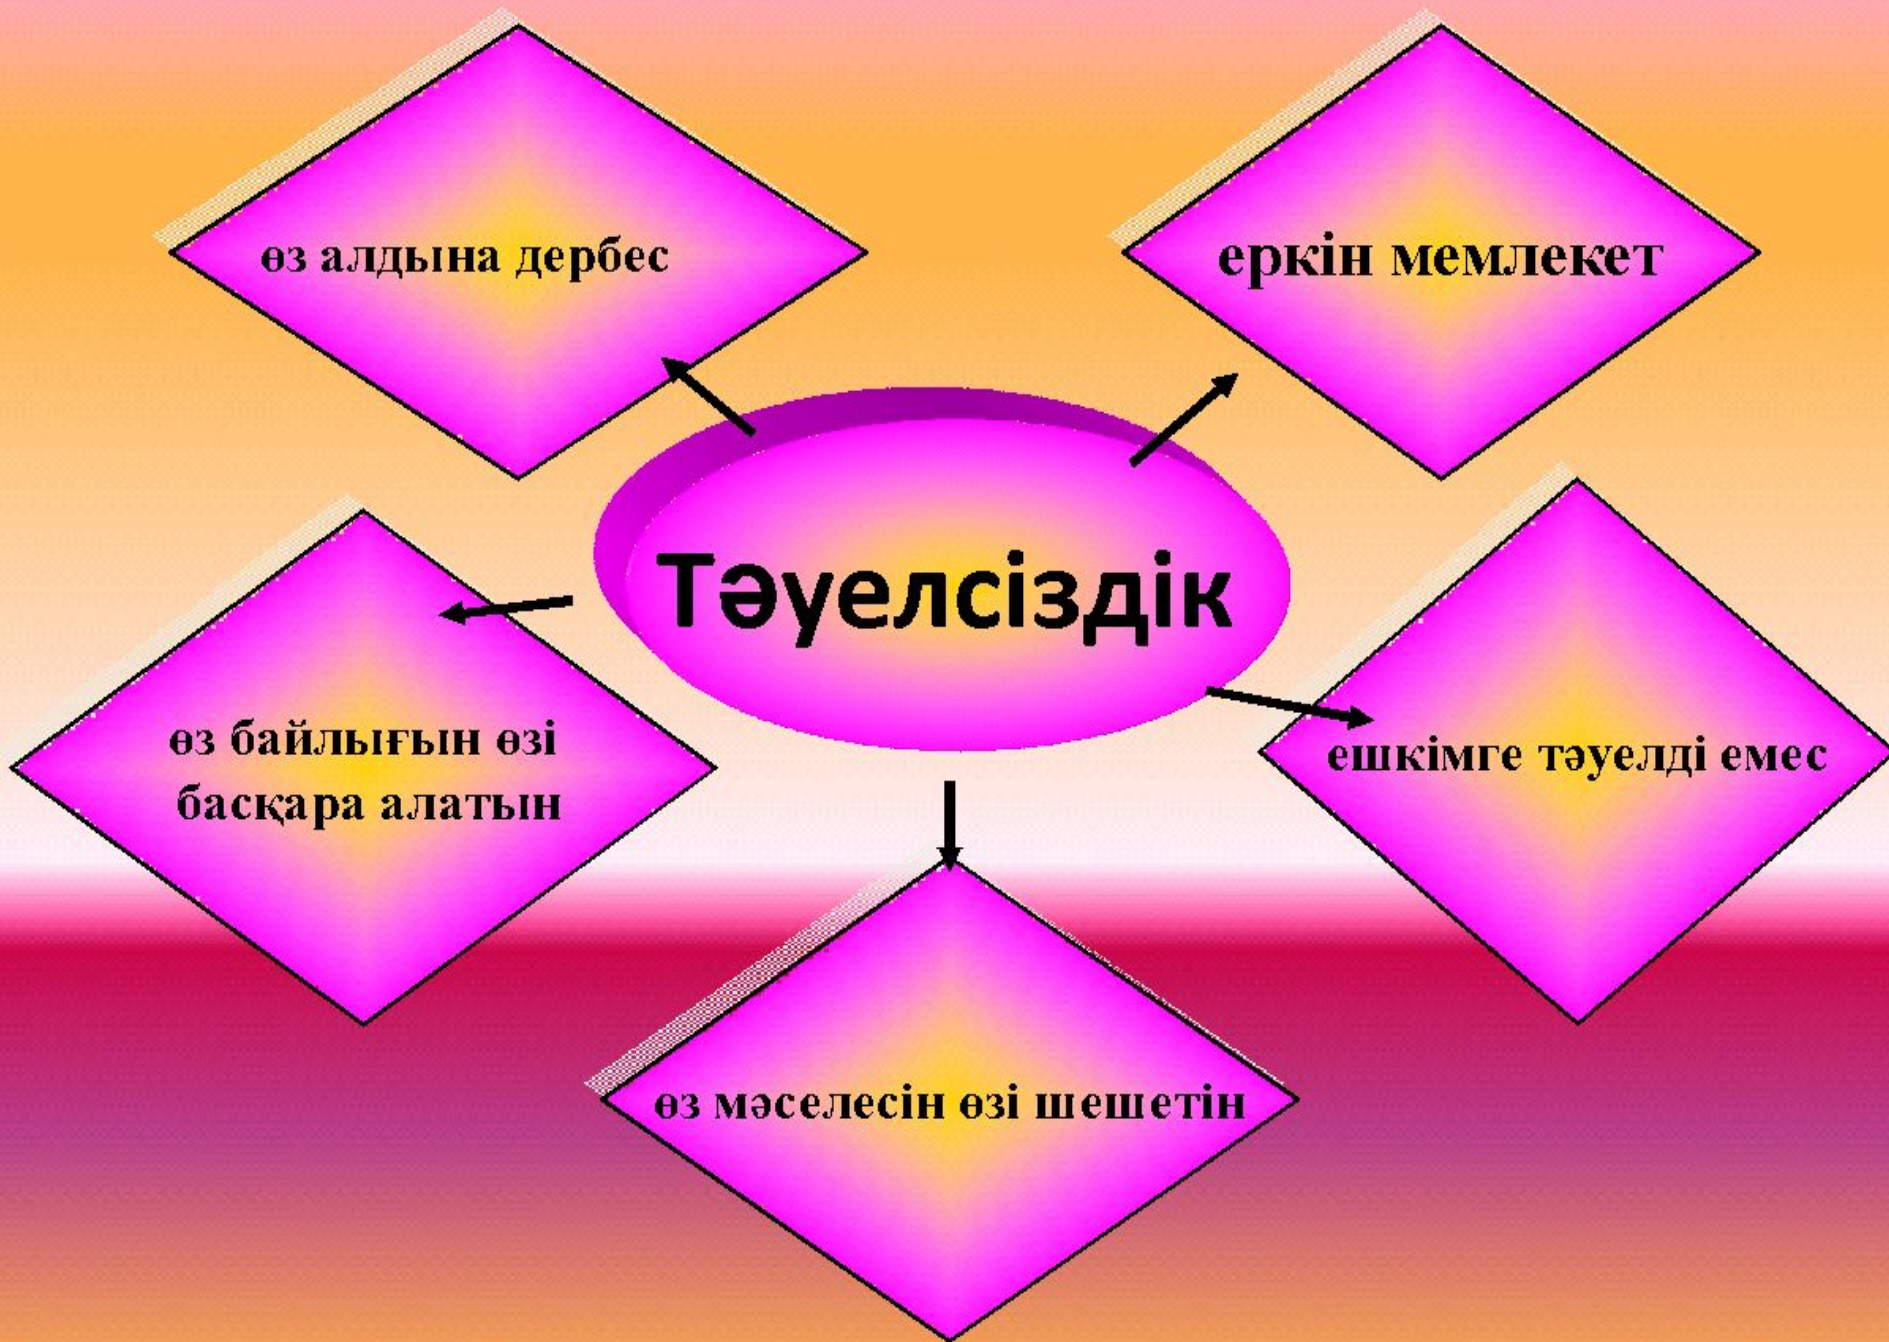 өз алдына дербес
еркін мемлекет
Тәуелсіздік
өз байлығын өзі
басқара алатын
ешкімге тәуелді емес
өз мәселесін өзі шешетін